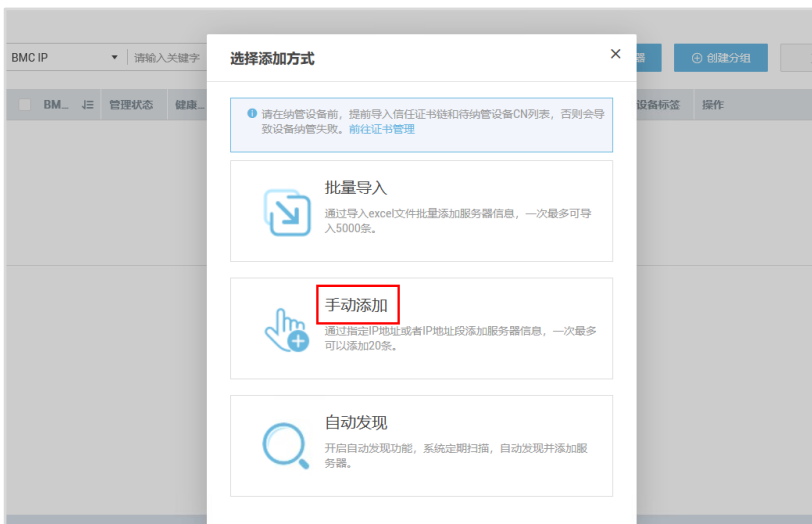 选择添加方式
BMC IP
请输入关键字
器
创建分组
BM...
管理状态
健康...
设备标签
操作
请在纳管设备前，提前导入信任证书链和待纳管设备CN列表，否则会导
致设备纳管失败。前往证书管理
批量导入
通过导入excel文件批量添加服务器信息，一次最多可导
入5000条。
手动添加
通过指定IP地址或者IP地址段添加服务器信息，一次最多
可以添加20条。
自动发现
开启自动发现功能，系统定期扫描，自动发现并添加服
务器。